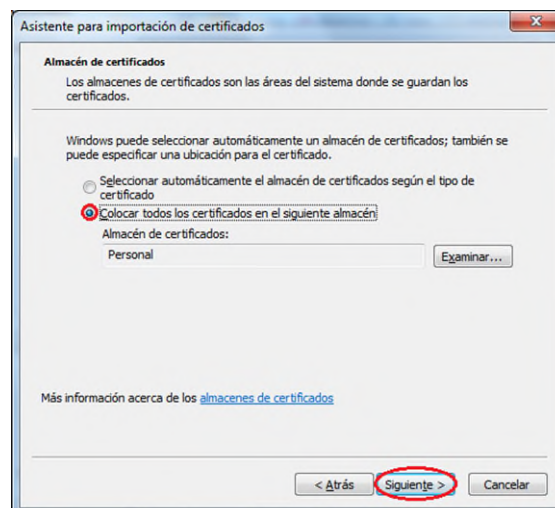 Asistente para importación de certificados
Almacén de certificados
Los almacenes de certificados son las áreas del sistema donde se guardan los
certificados.
Windows puede seleccionar automáticamente un almacén de certificados; también se
puede especificar una ubicación para el certificado.
Seleccionar automáticamente el almacén de certificados según el tipo de
certificado
Colocar todos los certificados en el siguiente almacén
Almacén de certificados:
Personal
Examinar...
Más información acerca de los almacenes de certificados
< Atrás
Siguiente >
Cancelar